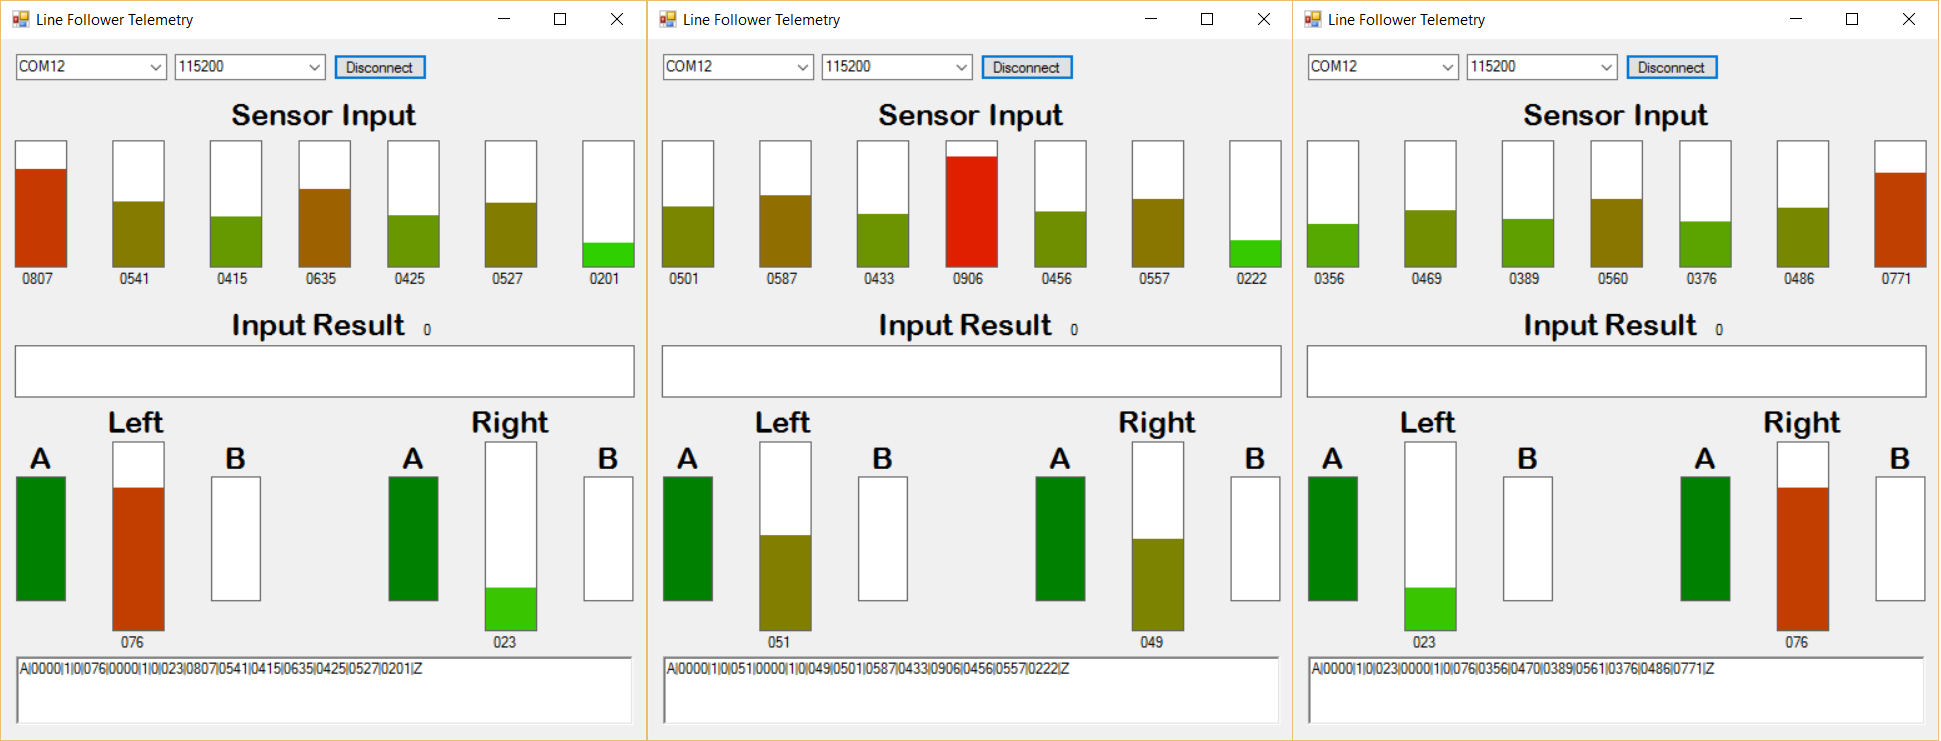 Line Follower Telemetry
COM12 115200 Disconnect
Sensor Input
0807 0541 0415 0635 0425 0527 0201
Input Result 0
Left Right
A B A B
076 023
A|0000|1|0|076|0000|1|0|023|0807|0541|0415|0635|0425|0527|0201|Z
Line Follower Telemetry
COM12 115200 Disconnect
Sensor Input
0501 0587 0433 0906 0456 0557 0222
Input Result 0
Left Right
A B A B
051 049
A|0000|1|0|051|0000|1|0|049|0501|0587|0433|0906|0456|0557|0222|Z
Line Follower Telemetry
COM12 115200 Disconnect
Sensor Input
0356 0469 0389 0560 0376 0486 0771
Input Result 0
Left Right
A B A B
023 076
A|0000|1|0|023|0000|1|0|076|0356|0470|0389|0561|0376|0486|0771|Z